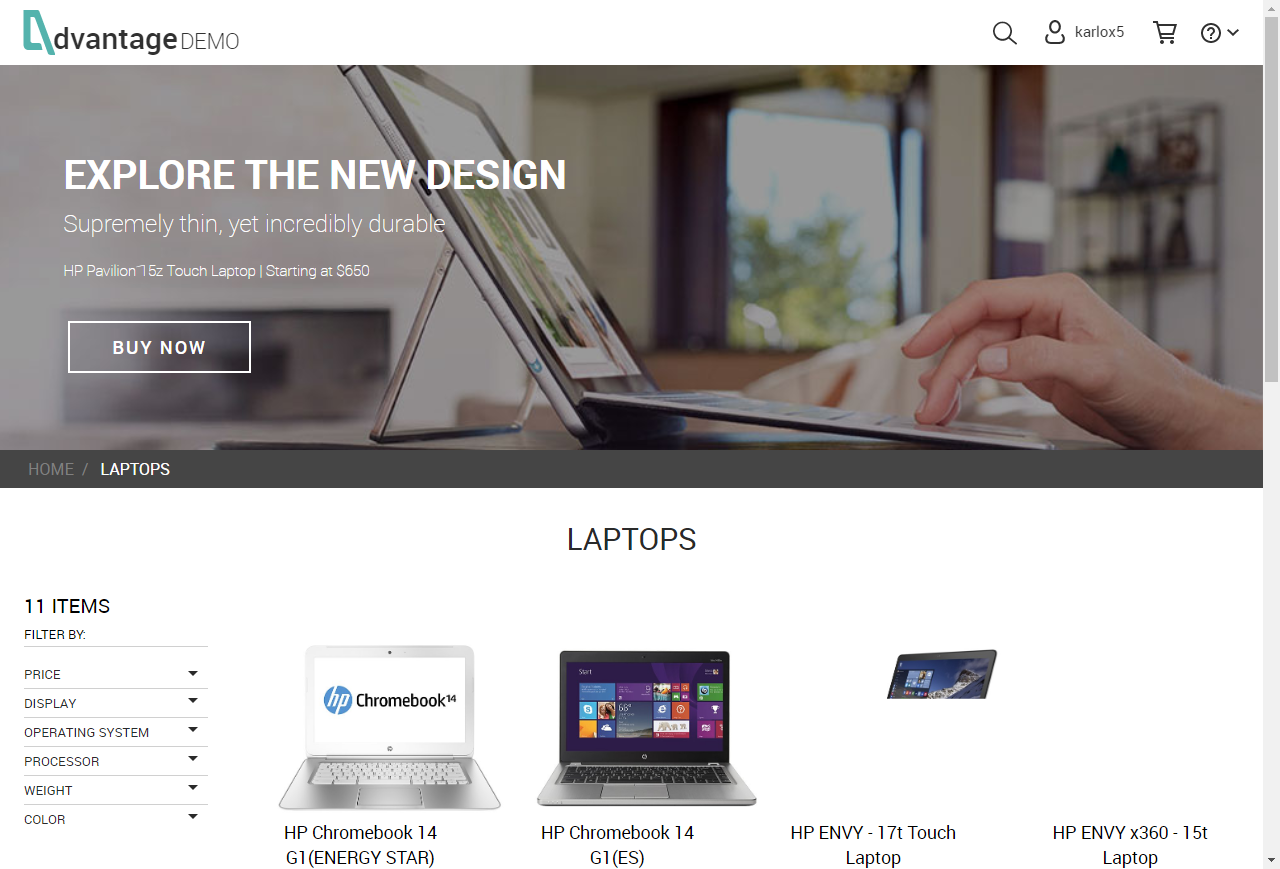 dvantage DEMO
karlox5
EXPLORE THE NEW DESIGN
Supremely thin, yet incredibly durable
HP Pavilion 15z Touch Laptop | Starting at $650
BUY NOW
HOME / LAPTOPS
LAPTOPS
11 ITEMS
FILTER BY:
PRICE
DISPLAY
OPERATING SYSTEM
PROCESSOR
WEIGHT
COLOR
hp Chromebook 14
Start
68°
HP Chromebook 14
G1(ENERGY STAR)
HP Chromebook 14
G1(ES)
HP ENVY - 17t Touch
Laptop
HP ENVY x360 - 15t
Laptop